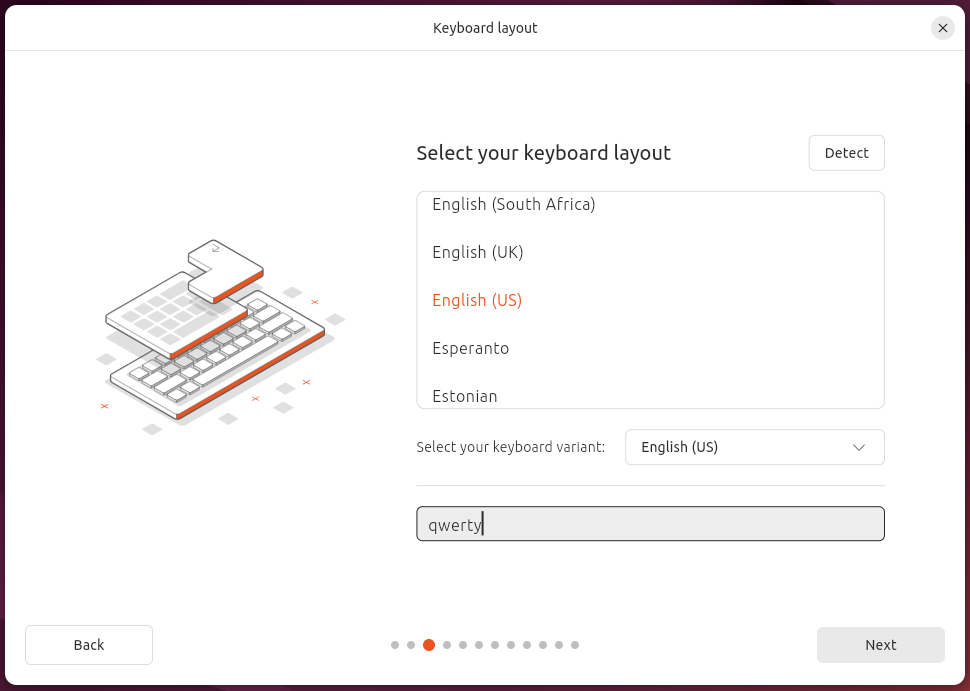 Keyboard layout
Select your keyboard layout
Detect
English (South Africa)
English (UK)
English (US)
Esperanto
Estonian
Select your keyboard variant:
English (US)
qwerty
Back
Next